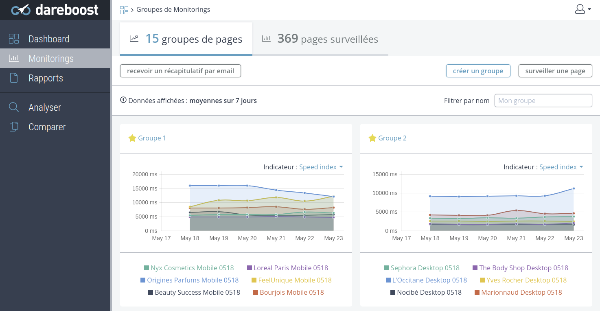 dareboost
Groupes de Monitorings
Dashboard
Monitorings
Rapports
Analyser
Comparer
15 groupes de pages
369 pages surveillées
recevoir un récapitulatif par email
créer un groupe
surveiller une page
Données affichées : moyennes sur 7 jours
Filtrer par nom
Mon groupe
Groupe 1
Indicateur : Speed index
20000 ms
15000 ms
10000 ms
5000 ms
0 ms
May 17 May 18 May 19 May 20 May 21 May 22 May 23
Nyx Cosmetics Mobile 0518
Loreal Paris Mobile 0518
Origines Parfums Mobile 0518
FeelUnique Mobile 0518
Beauty Success Mobile 0518
Bourjois Mobile 0518
Groupe 2
Indicateur : Speed index
15000 ms
10000 ms
5000 ms
0 ms
May 17 May 18 May 19 May 20 May 21 May 22 May 23
Sephora Desktop 0518
The Body Shop Desktop 0518
L'Occitane Desktop 0518
Yves Rocher Desktop 0518
Nocibé Desktop 0518
Marionnaud Desktop 0518